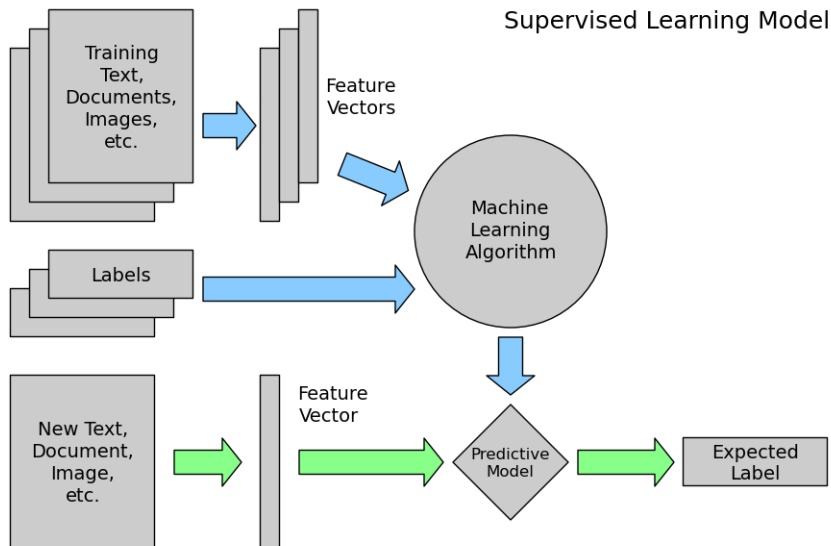 Supervised Learning Model
Training
Text,
Documents,
Images,
etc.
Feature
Vectors
Machine
Learning
Algorithm
Labels
New Text,
Document,
Image,
etc.
Feature
Vector
Predictive
Model
Expected
Label